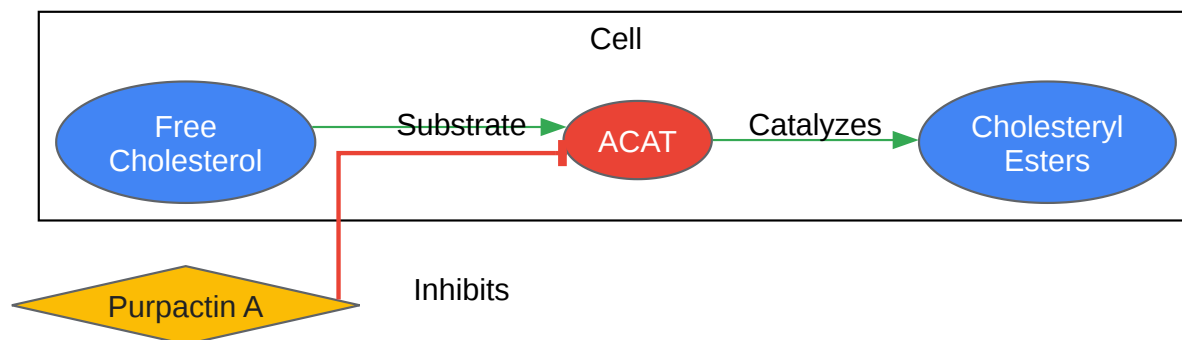 Cell
Free
Cholesterol
Substrate
ACAT
Catalyzes
Cholesteryl
Esters
Inhibits
Purpactin A